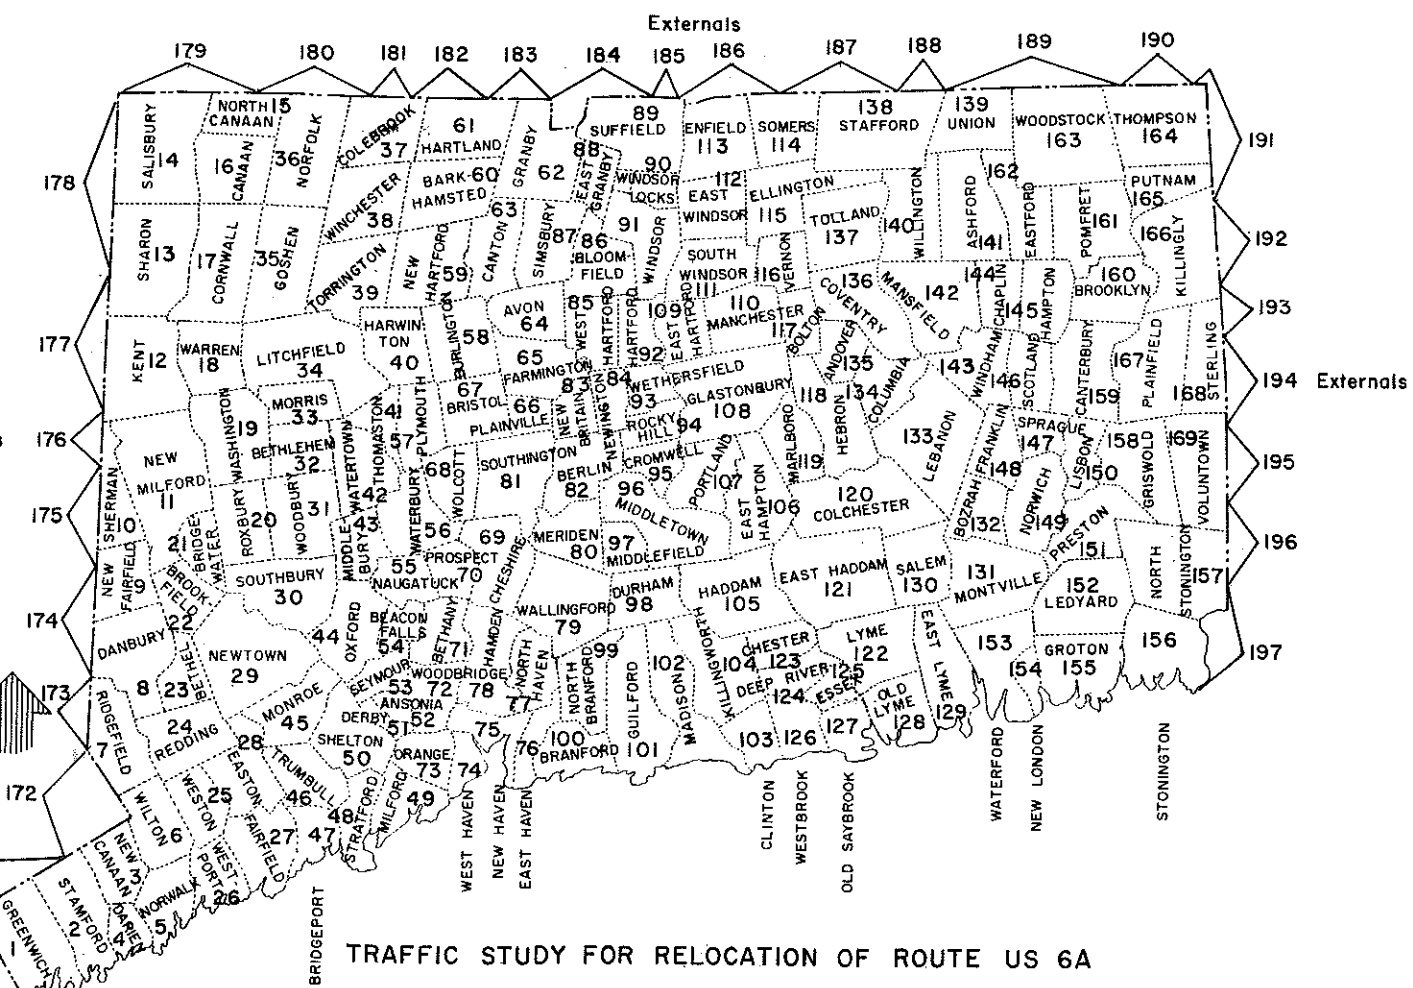 Externals
179 180 181 182 183 184 185 186 187 188 189 190
178
177
176
175
174
173
172
191
192
193
194 Externals
195
196
197
SALISBURY 14
NORTH 15
CANAAN
16 CANAAN
36 NORFOLK
COLEBROOK
37
61
HARTLAND
GRANBY 62
89
SUFFIELD
88
EAST GRANBY
90
WINDSOR
LOCKS
ENFIELD
113
SOMERS
114
138
STAFFORD
139
UNION
WOODSTOCK
163
THOMPSON
164
SHARON 13
17 CORNWALL
35 GOSHEN
WINCHESTER
38
BARK-60
HAMSTED
63
CANTON
SIMSBURY 87
86
BLOOM-
FIELD
91
WINDSOR
112
EAST
WINDSOR
ELLINGTON
115
TOLLAND
137
140 WILLINGTON
ASHFORD 141
162
EASTFORD
POMFRET 161
PUTNAM
165
166 KILLINGLY
TORRINGTON
39
NEW HARTFORD 59
SOUTH
WINDSOR
111
116 VERNON
136
COVENTRY
MANSFIELD
142
144 CHAPLIN
145 HAMPTON
160
BROOKLYN
KENT 12
WARREN
18
LITCHFIELD
34
HARWIN
TON
40
BURLINGTON 58
AVON
64
85
WEST HARTFORD
HARTFORD
92
109
EAST HARTFORD
110
MANCHESTER
117
BOLTON
ANDOVER 135
134
COLUMBIA
143 WINDHAM
146
SCOTLAND
CANTERBURY 159
167 PLAINFIELD
168 STERLING
WASHINGTON 19
MORRIS
33
BETHLEHEM
32
WATERTOWN
42
41
THOMASTON
57 PLYMOUTH
67
BRISTOL
65
FARMINGTON
66
PLAINVILLE
83
NEW BRITAIN
84
NEWINGTON
WETHERSFIELD
93
ROCKY
HILL
94
GLASTONBURY
108
118
HEBRON
MARLBORO
119
133 LEBANON
FRANKLIN
148
SPRAGUE
147
LISBON
150
158
GRISWOLD
169
VOLUNTOWN
NEW
MILFORD
11
SHERMAN
10
21
BRIDGE
WATER
ROXBURY
20
WOODBURY 31
MIDDLE
BURY
43
WATERBURY 56
68
WOLCOTT
SOUTHINGTON
81
BERLIN
82
CROMWELL
95
96
MIDDLETOWN
PORTLAND
107
EAST HAMPTON
106
120
COLCHESTER
BOZRAH
132
NORWICH 149
PRESTON
151
NORTH STONINGTON
157
NEW FAIRFIELD
9
BROOK
FIELD
22
SOUTHBURY
30
55
NAUGATUCK
PROSPECT
70
69
CHESHIRE
MERIDEN
80
97
MIDDLEFIELD
DURHAM
98
HADDAM
105
EAST HADDAM
121
SALEM
130
131
MONTVILLE
152
LEDYARD
DANBURY
8
23
BETHEL
NEWTOWN
29
44
OXFORD
BEACON
FALLS
54
BETHANY
71
HAMDEN
78
WALLINGFORD
79
99
NORTH BRANFORD
NORTH HAVEN
77
GUILFORD
101
102
MADISON
KILLINGWORTH
104
CHESTER
123
DEEP RIVER
124
125
ESSEX
LYME
122
EAST LYME
129
153
154
GROTON
155
156
RIDGEFIELD
7
24
REDDING
28
MONROE
45
SEYMOUR
53
WOODBRIDGE
72
ANSONIA
52
DERBY
51
SHELTON
50
ORANGE
73
74
75
76
100
BRANFORD
103
126
127
OLD
LYME
128
WILTON
6
WESTON
25
EASTON
TRUMBULL
46
FAIRFIELD
27
47
48
STRATFORD
MILFORD
49
NEW CANAAN
3
NORWALK
5
WEST
PORT
26
DARIEN
4
STAMFORD
2
GREENWICH
1
BRIDGEPORT
WEST HAVEN
NEW HAVEN
EAST HAVEN
CLINTON
WESTBROOK
OLD SAYBROOK
WATERFORD
NEW LONDON
STONINGTON
TRAFFIC STUDY FOR RELOCATION OF ROUTE US 6A